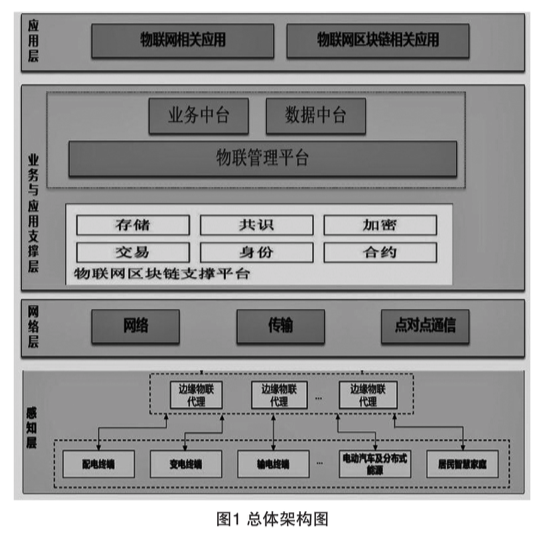 应用层
物联网相关应用
物联网区块链相关应用
业务与应用支撑层
业务中台
数据中台
物联管理平台
存储
共识
加密
交易
身份
合约
物联网区块链支撑平台
网络层
网络
传输
点对点通信
感知层
边缘物联
代理
边缘物联
代理
...
边缘物联
代理
配电终端
变电终端
输电终端
...
电动汽车及分布式
能源
居民智慧家庭
图1 总体架构图